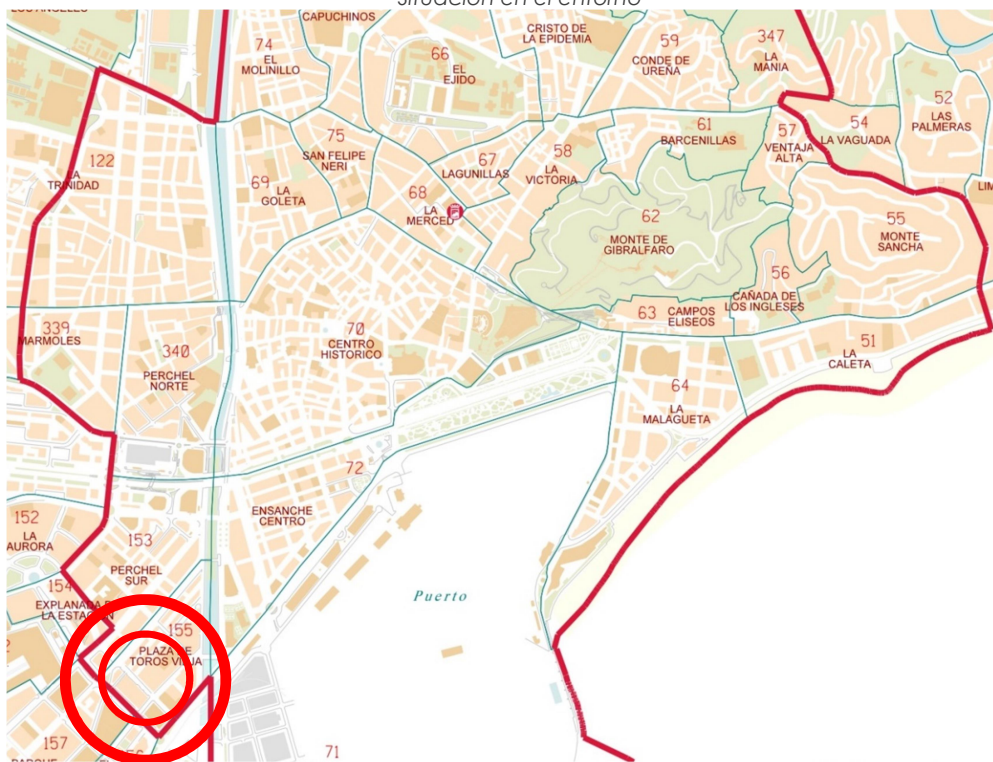 Situación en el entorno
CAPUCHINOS
74
EL
MOLINILLO
66
EL
EJIDO
CRISTO DE
LA EPIDEMIA
59
CONDE DE
UREÑA
347
LA
MANIA
52
LAS
PALMERAS
54
LA VAGUADA
57
VENTAJA
ALTA
61
BARCENILLAS
58
LA
VICTORIA
67
LAGUNILLAS
75
SAN FELIPE
NERI
122
LA
TRINIDAD
69
LA
GOLETA
68
LA
MERCED
62
MONTE DE
GIBRALFARO
55
MONTE
SANCHA
56
CAÑADA DE
LOS INGLESES
63
CAMPOS
ELISEOS
51
LA
CALETA
339
MARMOLES
340
PERCHEL
NORTE
70
CENTRO
HISTORICO
64
LA
MALAGUETA
72
ENSANCHE
CENTRO
152
LA
AURORA
153
PERCHEL
SUR
154
EXPLANADA DE
LA ESTACION
155
PLAZA DE
TOROS VIEJA
Puerto
157
71